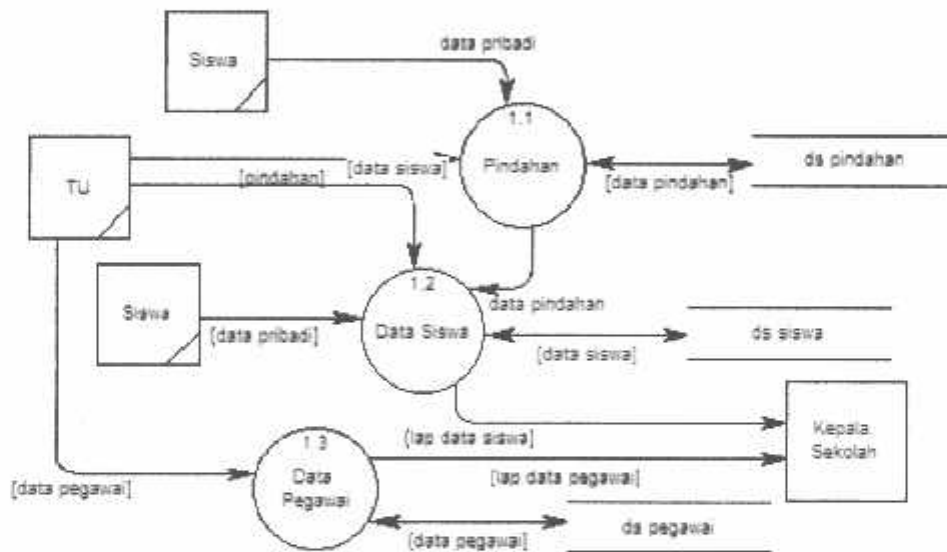 data pribadi
Siswa
1.1
Pindahan
ds pindahan
[data pindahan]
TU
[data siswa]
[pindahan]
1.2
Data Siswa
data pindahan
Siswa
[data pribadi]
ds siswa
[data siswa]
Kepala
Sekolah
(lap data siswa]
1.3
Data
Pegawai
[lap data pegawai]
[data pegawai]
ds pegawai
[data pegawai]